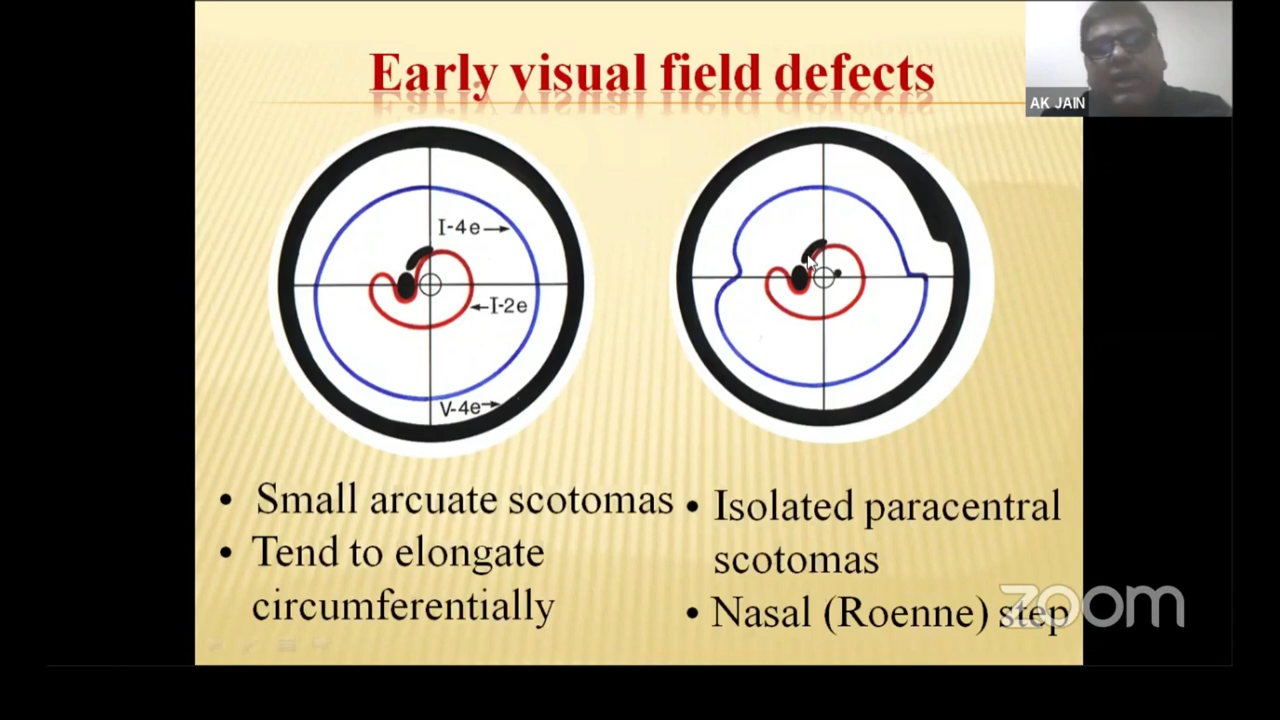 Early visual field defects
AK JAIN
I-4e
I-2e
V-4e
• Small arcuate scotomas
• Tend to elongate
circumferentially
• Isolated paracentral
scotomas
• Nasal (Roenne) step
zoom